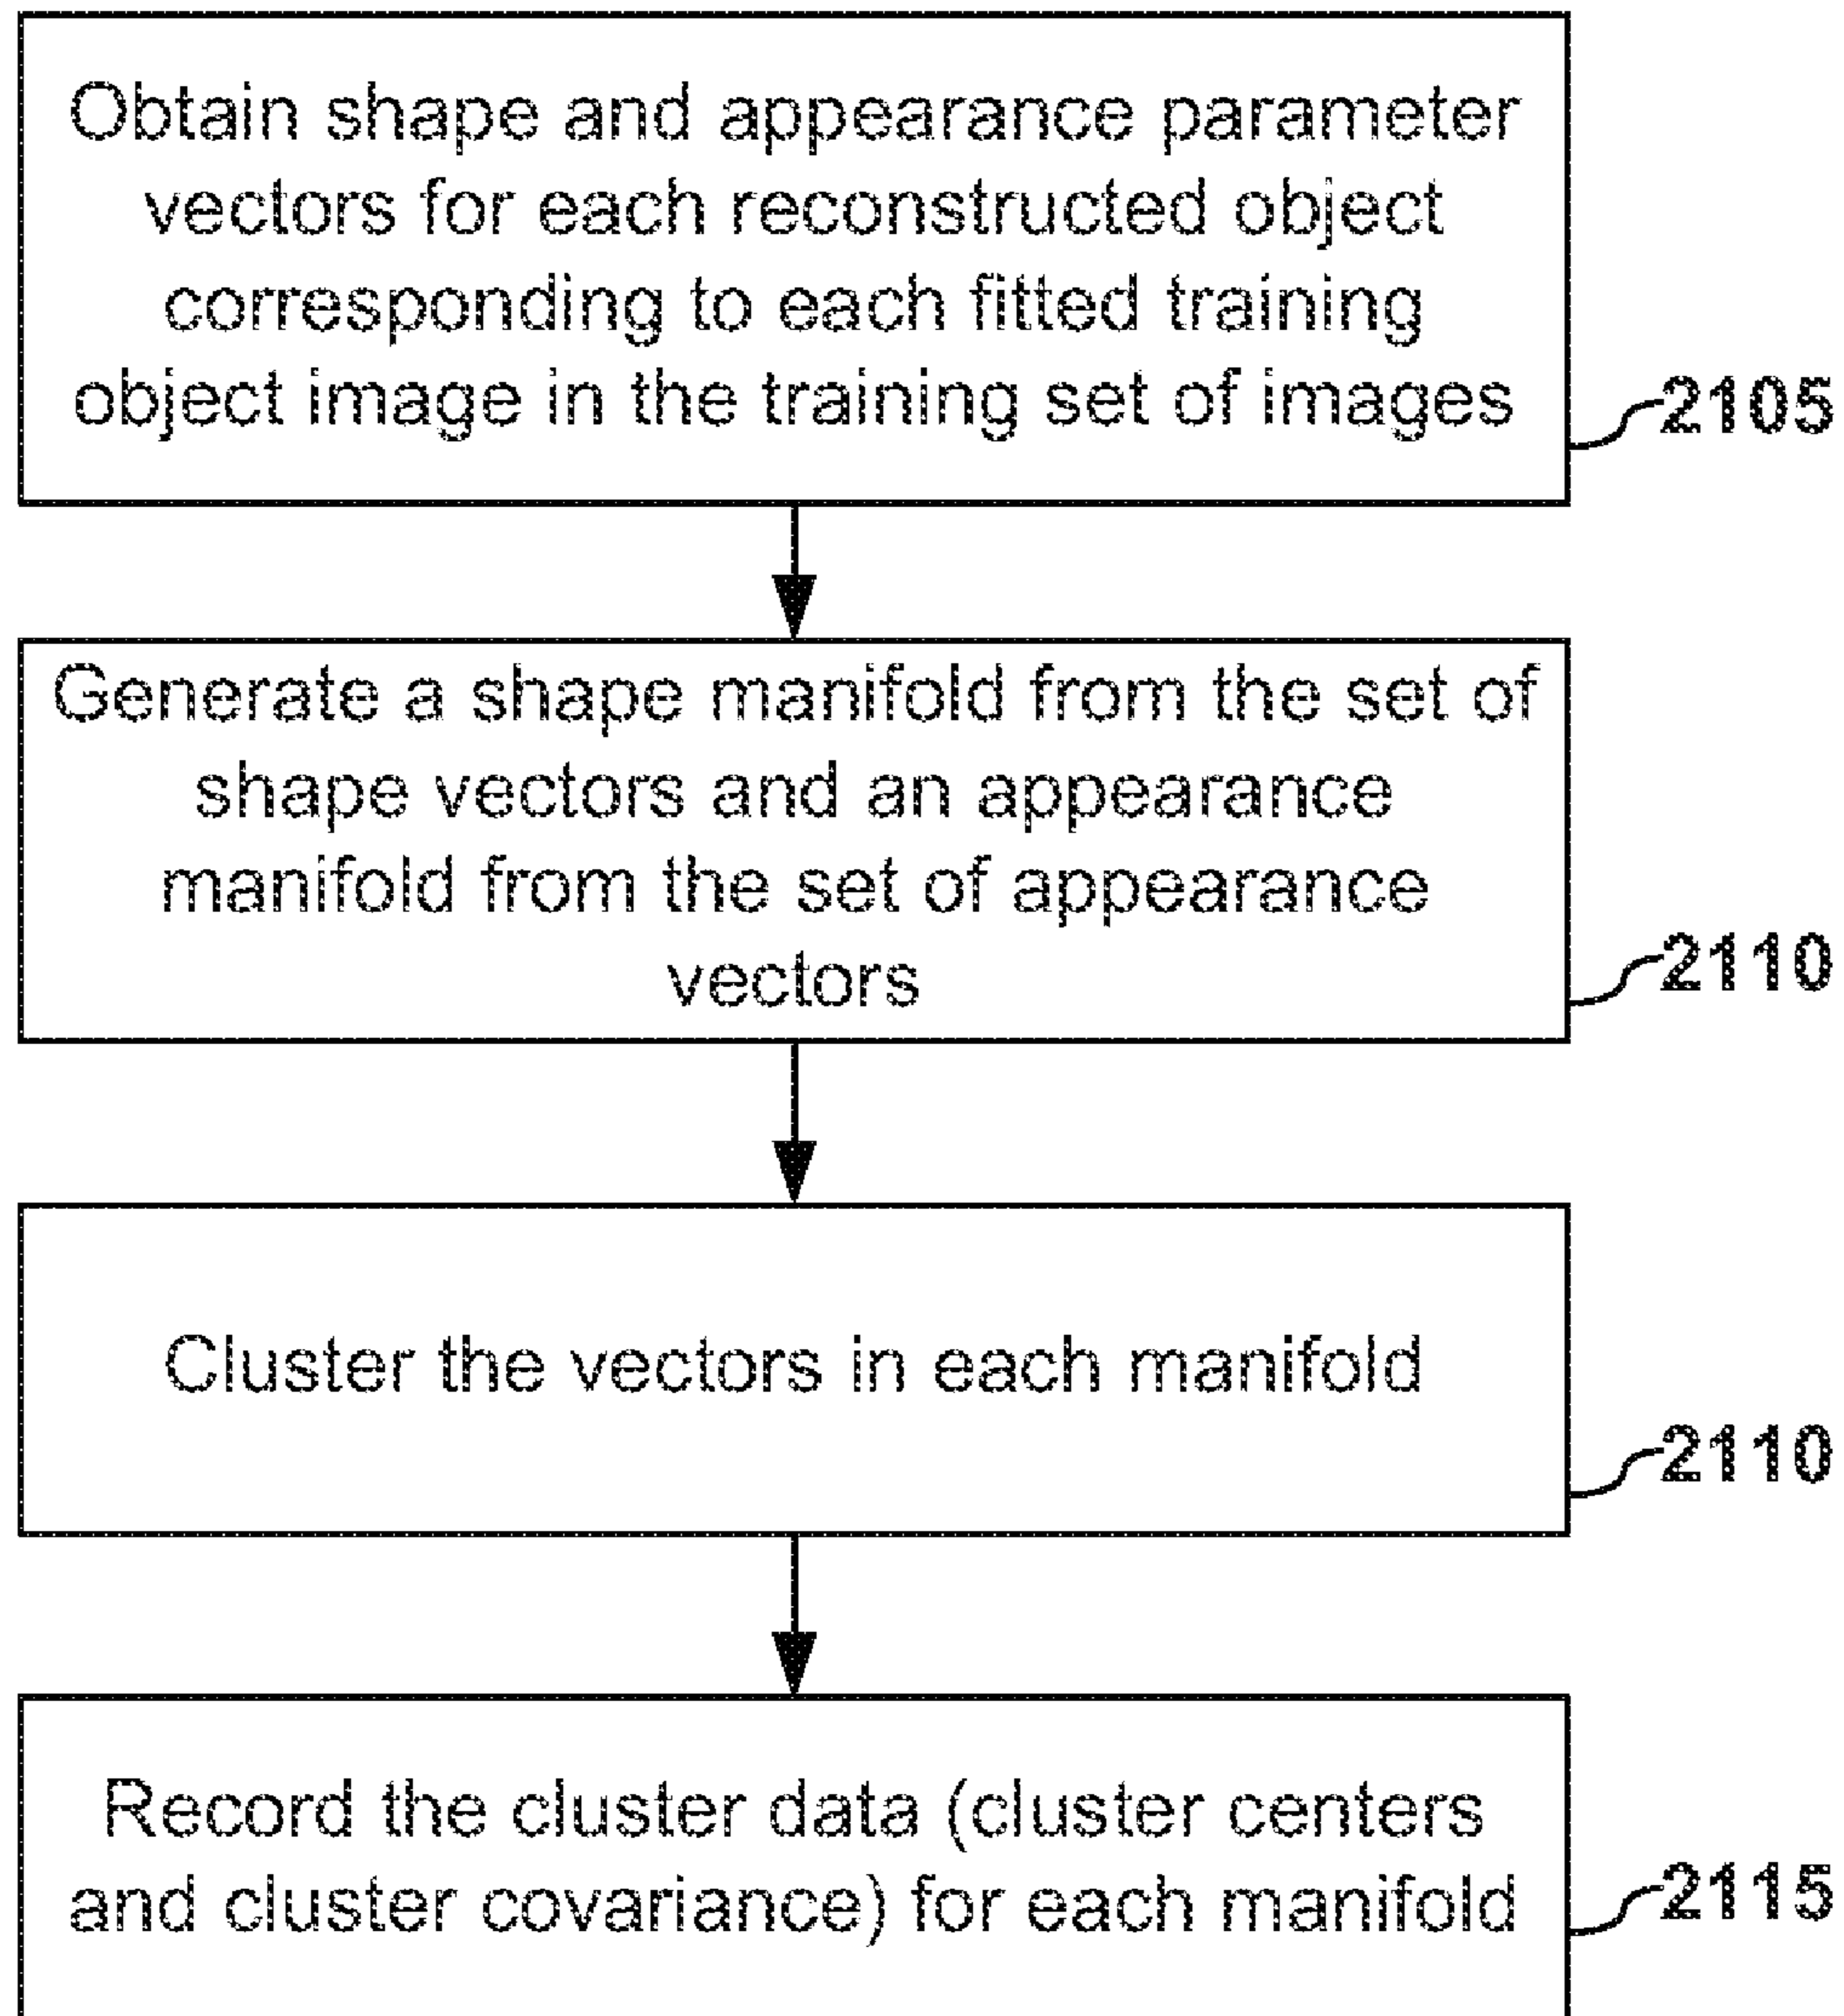 Obtain shape and appearance parameter
vectors for each reconstructed object
corresponding to each fitted training
object image in the training set of images
2105
Generate a shape manifold from the set of
shape vectors and an appearance
manifold from the set of appearance
vectors
2110
Cluster the vectors in each manifold
2110
Record the cluster data (cluster centers
and cluster covariance) for each manifold
2115